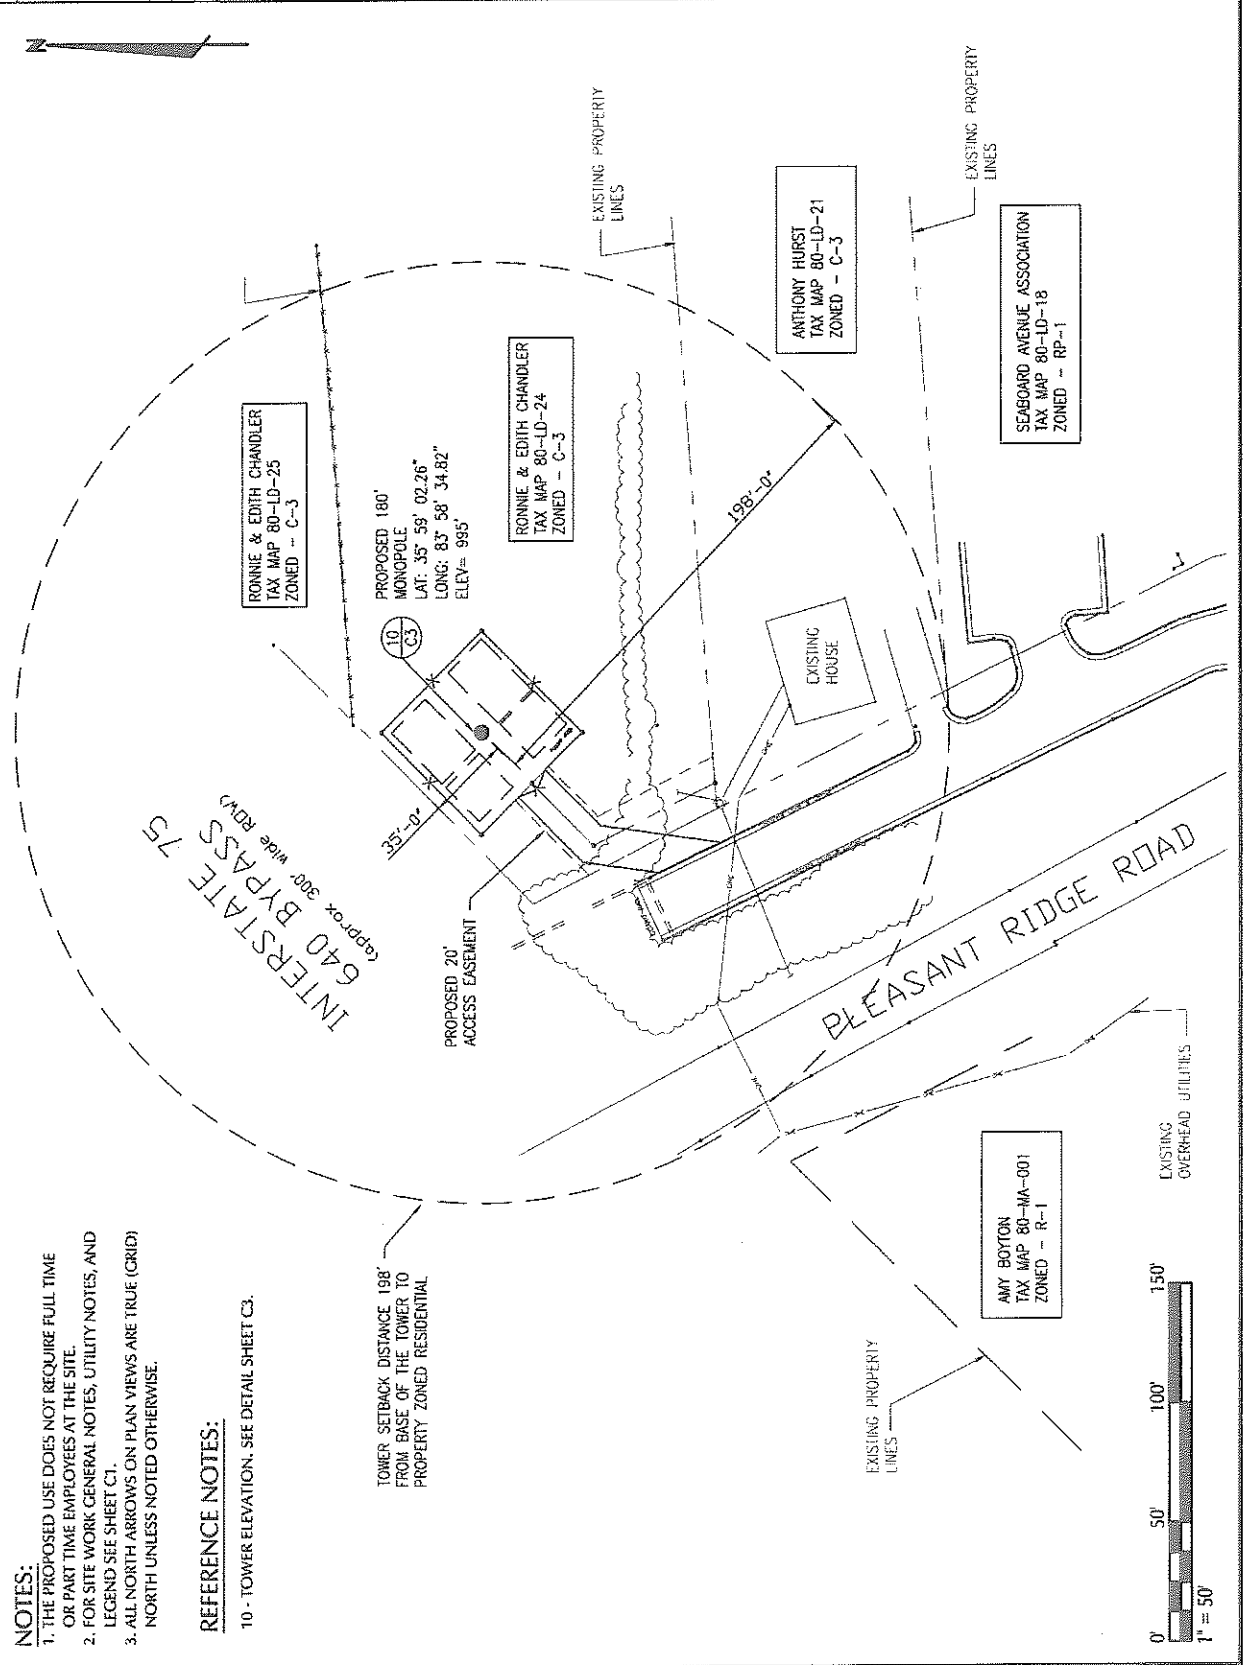 NOTES:
1. THE PROPOSED USE DOES NOT REQUIRE FULL TIME
OR PART TIME EMPLOYEES AT THE SITE.
2. FOR SITE WORK GENERAL NOTES, UTILITY NOTES, AND
LEGEND SEE SHEET C1.
3. ALL NORTH ARROWS ON PLAN VIEWS ARE TRUE (GRID)
NORTH UNLESS NOTED OTHERWISE.
REFERENCE NOTES:
10 - TOWER ELEVATION. SEE DETAIL SHEET C3.
N
TOWER SETBACK DISTANCE 198'
FROM BASE OF THE TOWER TO
PROPERTY ZONED RESIDENTIAL
INTERSTATE 75
640 BYPASS
(approx 300' wide ROW)
RONNIE & EDITH CHANDLER
TAX MAP 80-LD-25
ZONED - C-3
10
C3
PROPOSED 180'
MONOPOLE
LAT: 35° 59' 02.26"
LONG: 83° 58' 34.82"
ELEV= 995'
35'-0"
PROPOSED 20'
ACCESS EASEMENT
RONNIE & EDITH CHANDLER
TAX MAP 80-LD-24
ZONED - C-3
EXISTING PROPERTY
LINES
198'-0"
ANTHONY HURST
TAX MAP 80-LD-21
ZONED - C-3
EXISTING
HOUSE
EXISTING PROPERTY
LINES
SEABOARD AVENUE ASSOCIATION
TAX MAP 80-LD-18
ZONED - RP-1
PLEASANT RIDGE ROAD
EXISTING PROPERTY
LINES
AMY BOYTON
TAX MAP 80-MA-001
ZONED - R-1
EXISTING
OVERHEAD UTILITIES
0' 50' 100' 150'
1" = 50'